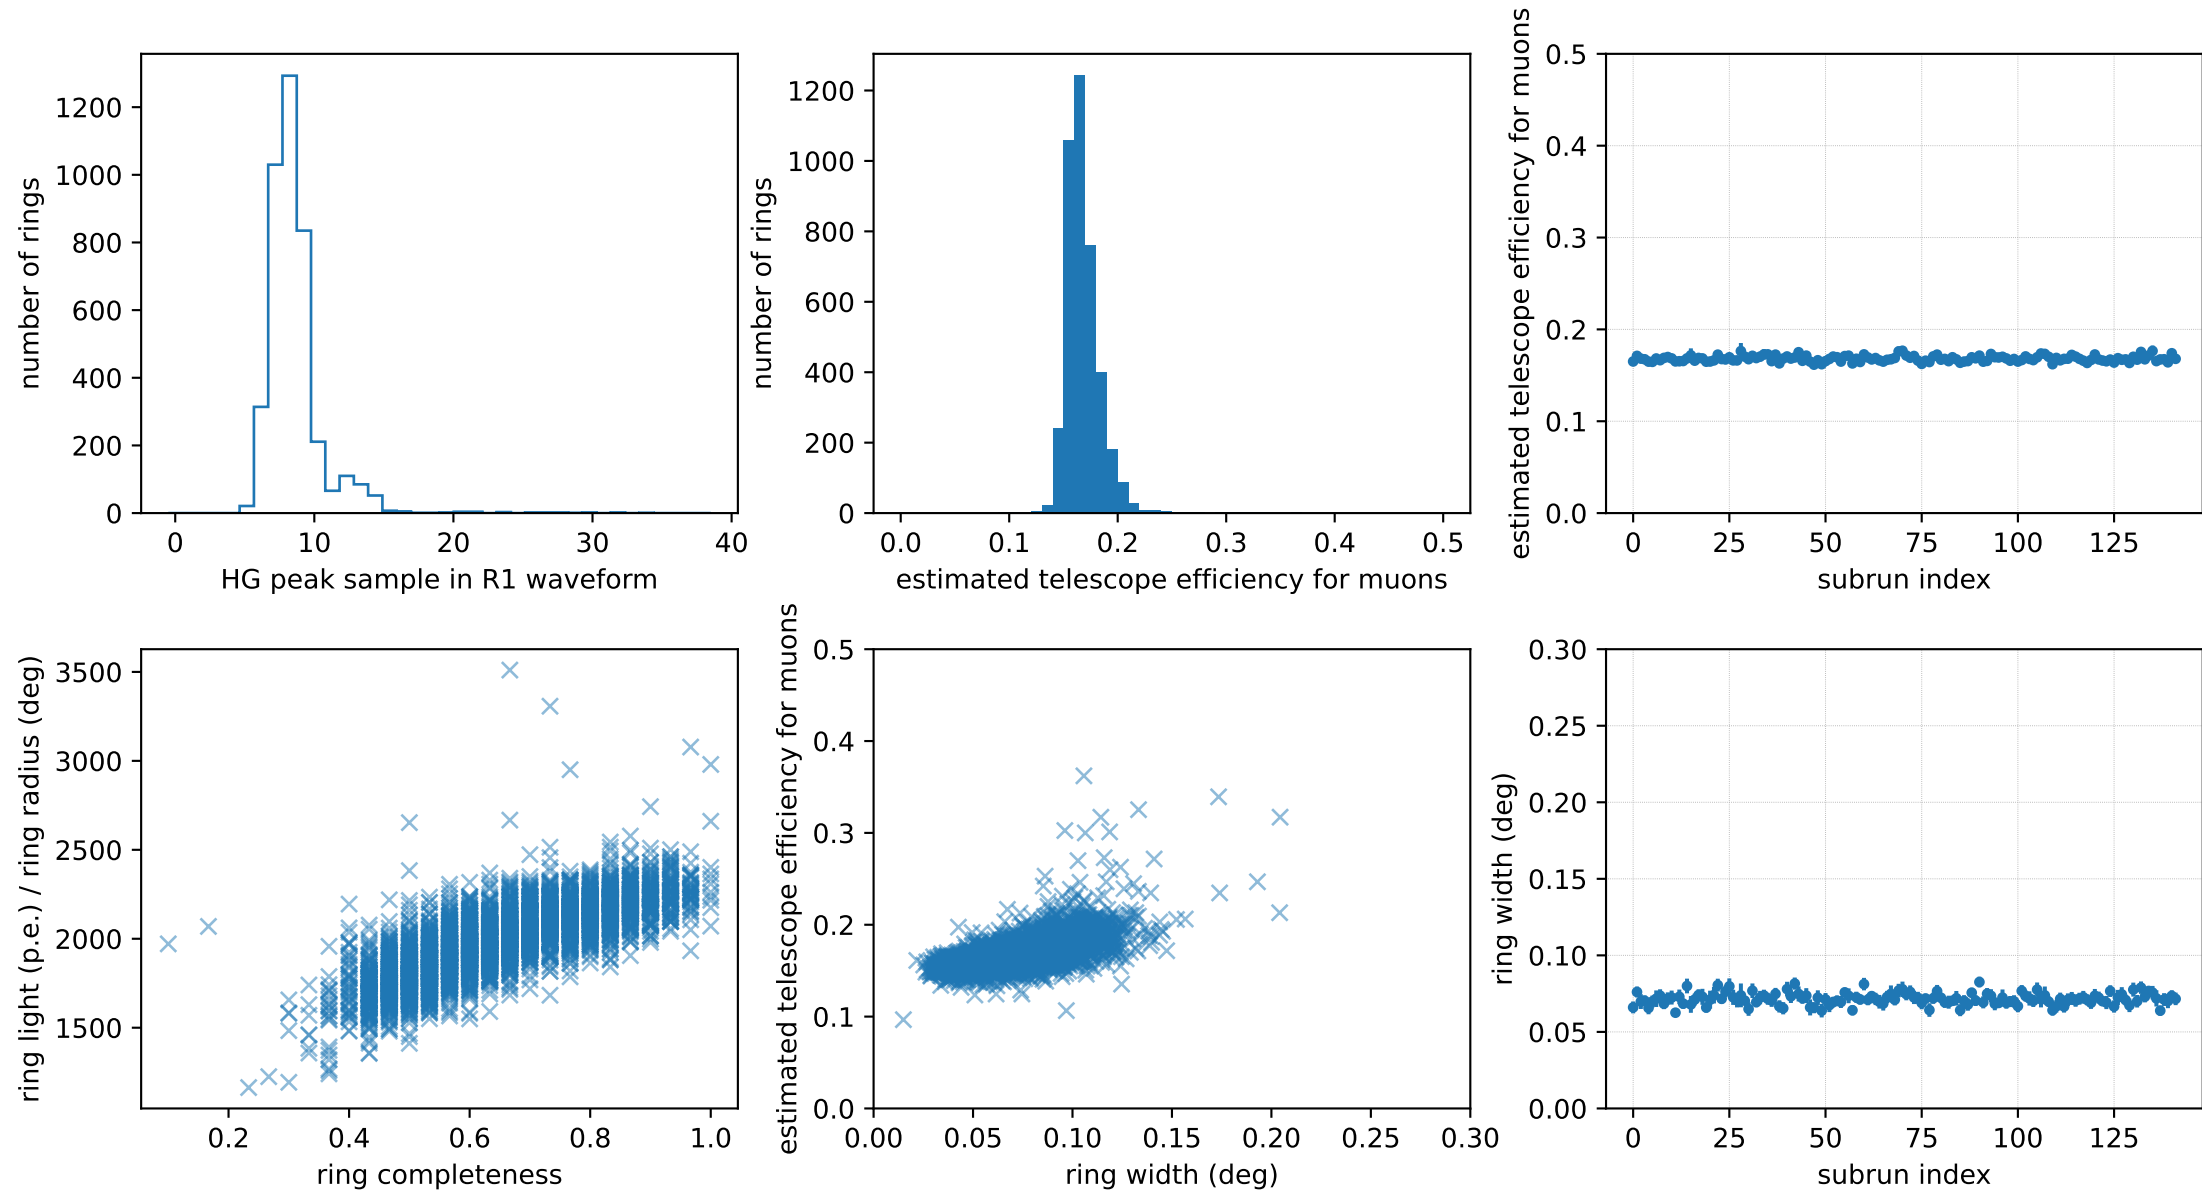 number of rings
0
200
400
600
800
1000
1200
0 10 20 30 40
HG peak sample in R1 waveform
number of rings
0
200
400
600
800
1000
1200
0.0 0.1 0.2 0.3 0.4 0.5
estimated telescope efficiency for muons
estimated telescope efficiency for muons
0.5
0.4
0.3
0.2
0.1
0.0
0 25 50 75 100 125
subrun index
ring light (p.e.) / ring radius (deg)
3500
3000
2500
2000
1500
0.2 0.4 0.6 0.8 1.0
ring completeness
estimated telescope efficiency for muons
0.5
0.4
0.3
0.2
0.1
0.0
0.00 0.05 0.10 0.15 0.20 0.25 0.30
ring width (deg)
ring width (deg)
0.30
0.25
0.20
0.15
0.10
0.05
0.00
0 25 50 75 100 125
subrun index